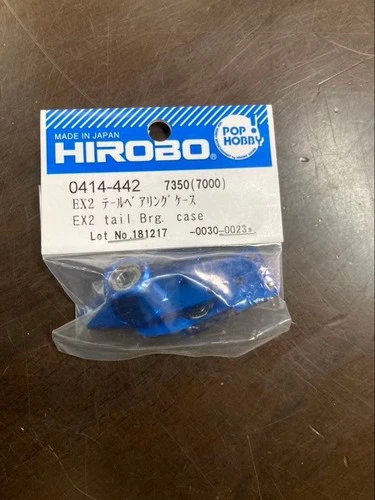 POP!
HOBBY
MADE IN JAPAN
HIROBO®
0414-442 7350(7000)
EX2 テールベアリングケース
EX2 tail Brg. case
Lot No.181217 -0030-0023#